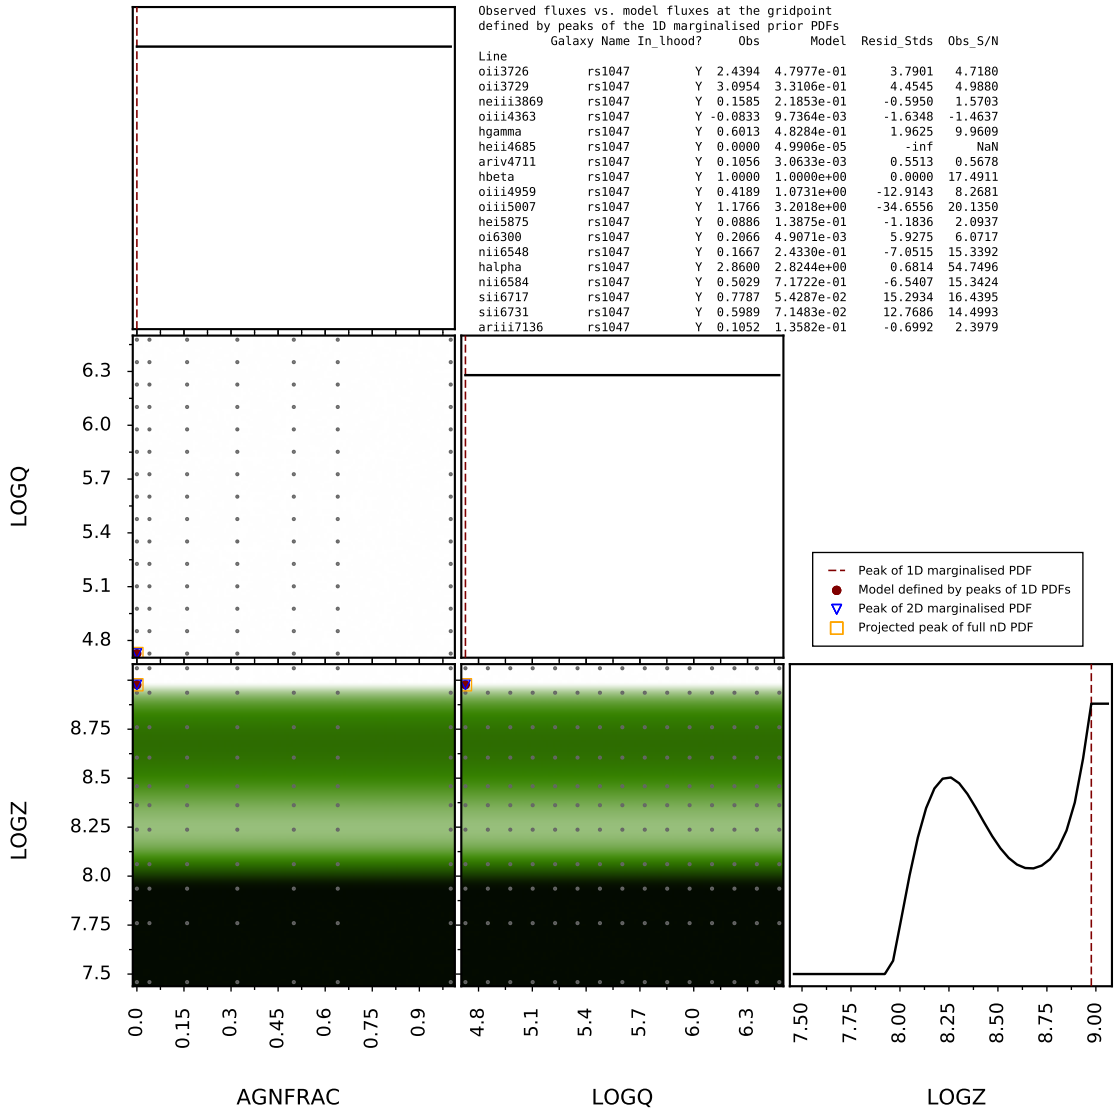 Observed fluxes vs. model fluxes at the gridpoint
defined by peaks of the 1D marginalised prior PDFs
Galaxy Name In_lhood? Obs Model Resid_Stds Obs_S/N
Line
oii3726 rs1047 Y 2.4394 4.7977e-01 3.7901 4.7180
oii3729 rs1047 Y 3.0954 3.3106e-01 4.4545 4.9880
neiii3869 rs1047 Y 0.1585 2.1853e-01 -0.5950 1.5703
oiii4363 rs1047 Y -0.0833 9.7364e-03 -1.6348 -1.4637
hgamma rs1047 Y 0.6013 4.8284e-01 1.9625 9.9609
heii4685 rs1047 Y 0.0000 4.9906e-05 -inf NaN
ariv4711 rs1047 Y 0.1056 3.0633e-03 0.5513 0.5678
hbeta rs1047 Y 1.0000 1.0000e+00 0.0000 17.4911
oiii4959 rs1047 Y 0.4189 1.0731e+00 -12.9143 8.2681
oiii5007 rs1047 Y 1.1766 3.2018e+00 -34.6556 20.1350
hei5875 rs1047 Y 0.0886 1.3875e-01 -1.1836 2.0937
oi6300 rs1047 Y 0.2066 4.9071e-03 5.9275 6.0717
nii6548 rs1047 Y 0.1667 2.4330e-01 -7.0515 15.3392
halpha rs1047 Y 2.8600 2.8244e+00 0.6814 54.7496
nii6584 rs1047 Y 0.5029 7.1722e-01 -6.5407 15.3424
sii6717 rs1047 Y 0.7787 5.4287e-02 15.2934 16.4395
sii6731 rs1047 Y 0.5989 7.1483e-02 12.7686 14.4993
ariii7136 rs1047 Y 0.1052 1.3582e-01 -0.6992 2.3979
6.3
6.0
5.7
5.4
5.1
4.8
LOGQ
Peak of 1D marginalised PDF
Model defined by peaks of 1D PDFs
Peak of 2D marginalised PDF
Projected peak of full nD PDF
8.75
8.5
8.25
8.0
7.75
7.5
LOGZ
0.0 0.15 0.3 0.45 0.6 0.75 0.9
4.8 5.1 5.4 5.7 6.0 6.3
7.50 7.75 8.00 8.25 8.50 8.75 9.00
AGNFRAC LOGQ LOGZ